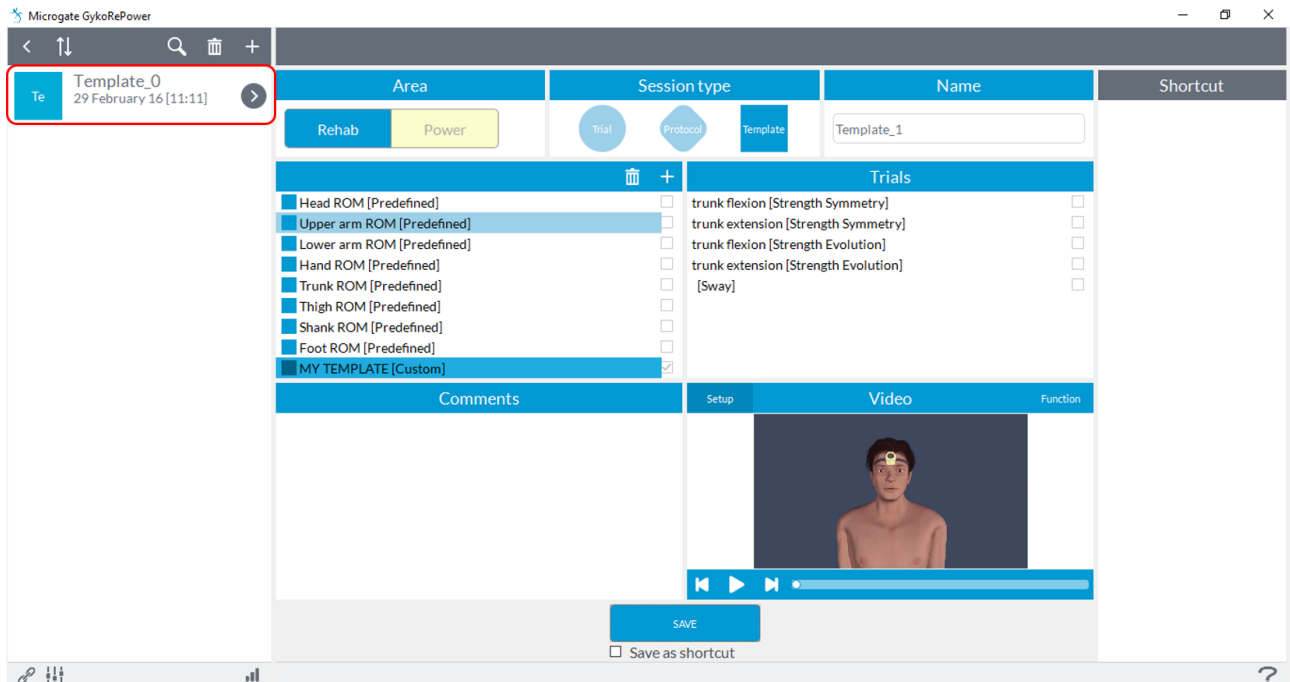 Microgate GykoRePower
Te
Template_0
29 February 16 [11:11]
Area
Session type
Name
Shortcut
Rehab
Power
Trial
Protocol
Template
Template_1
Trials
Head ROM [Predefined]
Upper arm ROM [Predefined]
Lower arm ROM [Predefined]
Hand ROM [Predefined]
Trunk ROM [Predefined]
Thigh ROM [Predefined]
Shank ROM [Predefined]
Foot ROM [Predefined]
MY TEMPLATE [Custom]
trunk flexion [Strength Symmetry]
trunk extension [Strength Symmetry]
trunk flexion [Strength Evolution]
trunk extension [Strength Evolution]
[Sway]
Comments
Setup
Video
Function
SAVE
Save as shortcut